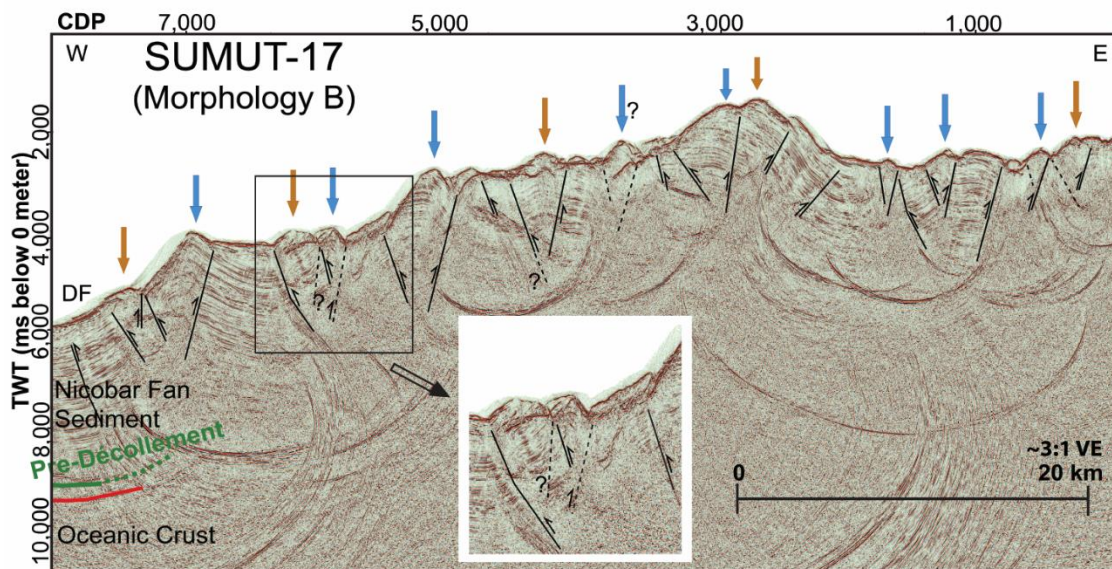 CDP 7,000 5,000 3,000 1,000
W E
SUMUT-17
(Morphology B)
?
TWT (ms below 0 meter)
2,000
4,000
6,000
8,000
10,000
DF
?
?
Nicobar Fan
Sediment
Pre-Décollement
Oceanic Crust
?
~3:1 VE
0 20 km